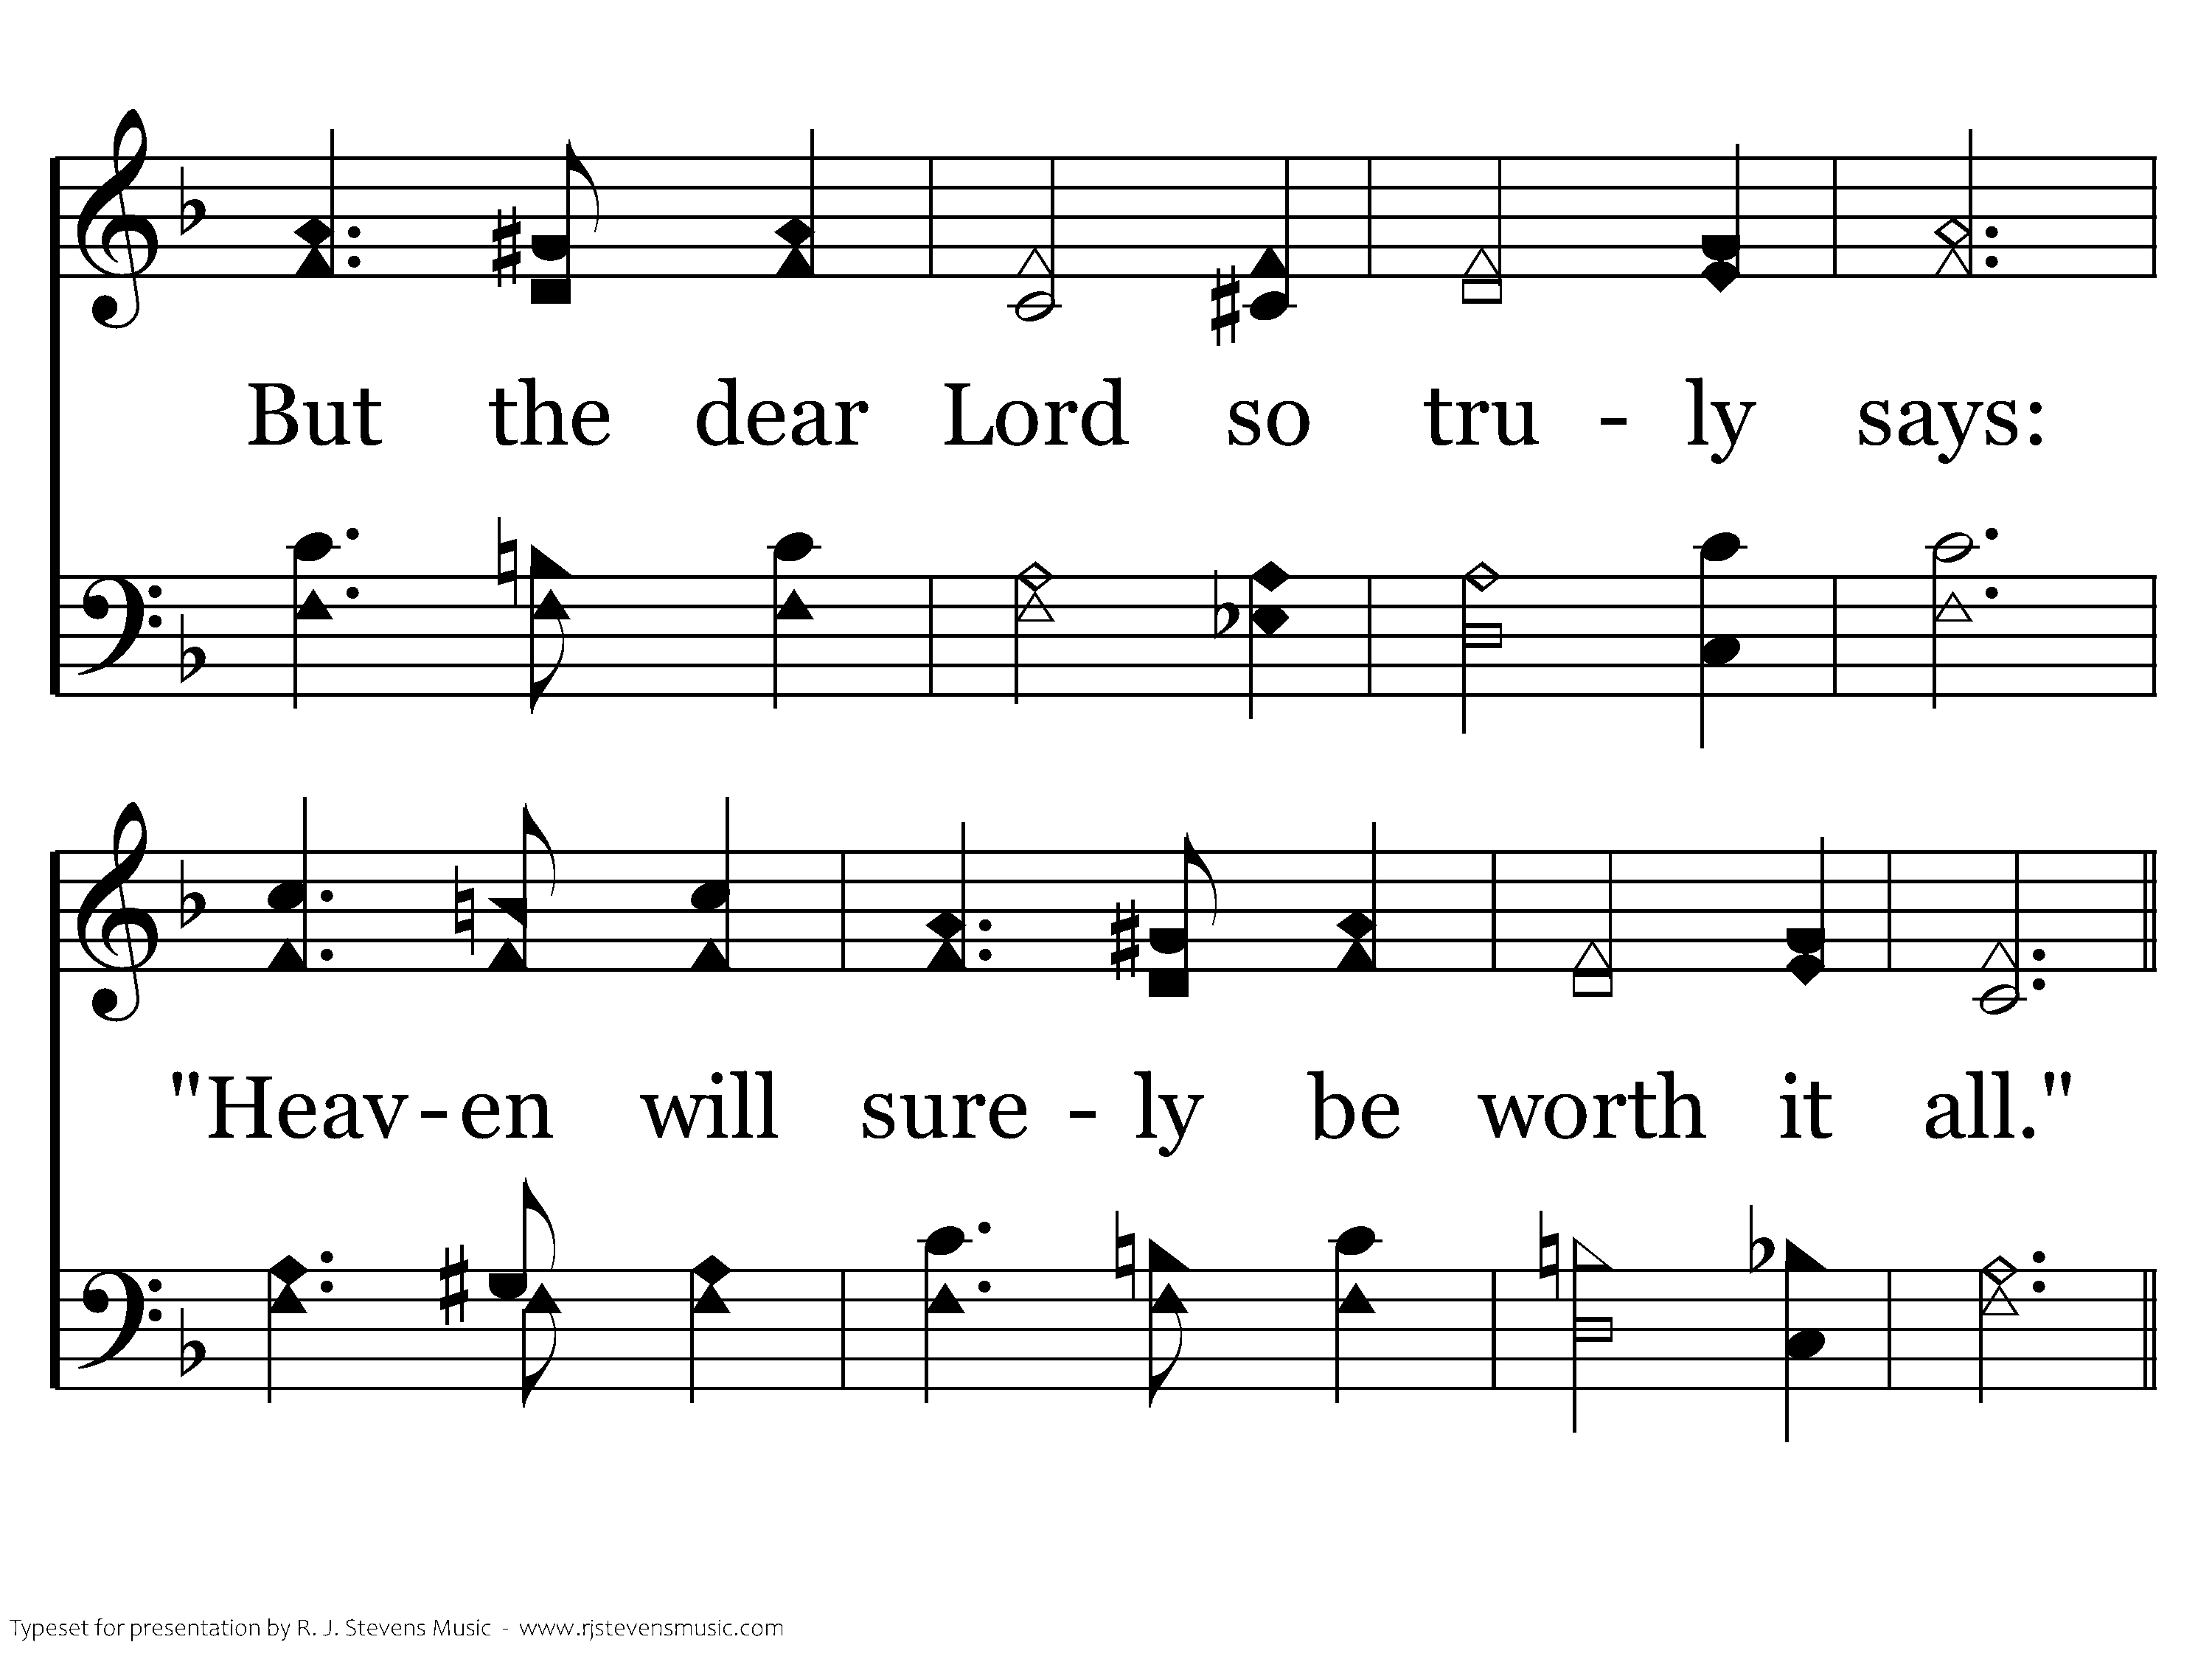 But the dear Lord so tru - ly says:
"Heav - en will sure - ly be worth it all."
Typeset for presentation by R. J. Stevens Music - www.rjstevensmusic.com